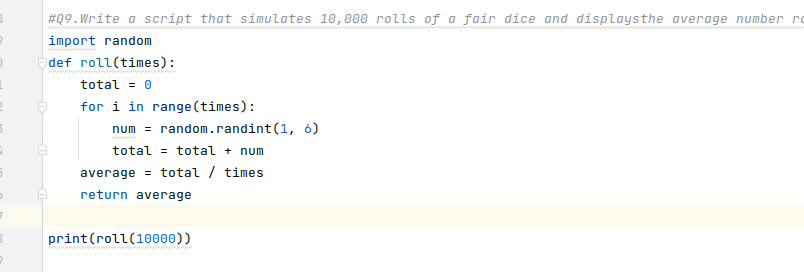 #Q9.Write a script that simulates 10,000 rolls of a fair dice and displaysthe average number
import random
def roll(times):
    total = 0
    for i in range(times):
        num = random.randint(1, 6)
        total = total + num
    average = total / times
    return average

print(roll(10000))